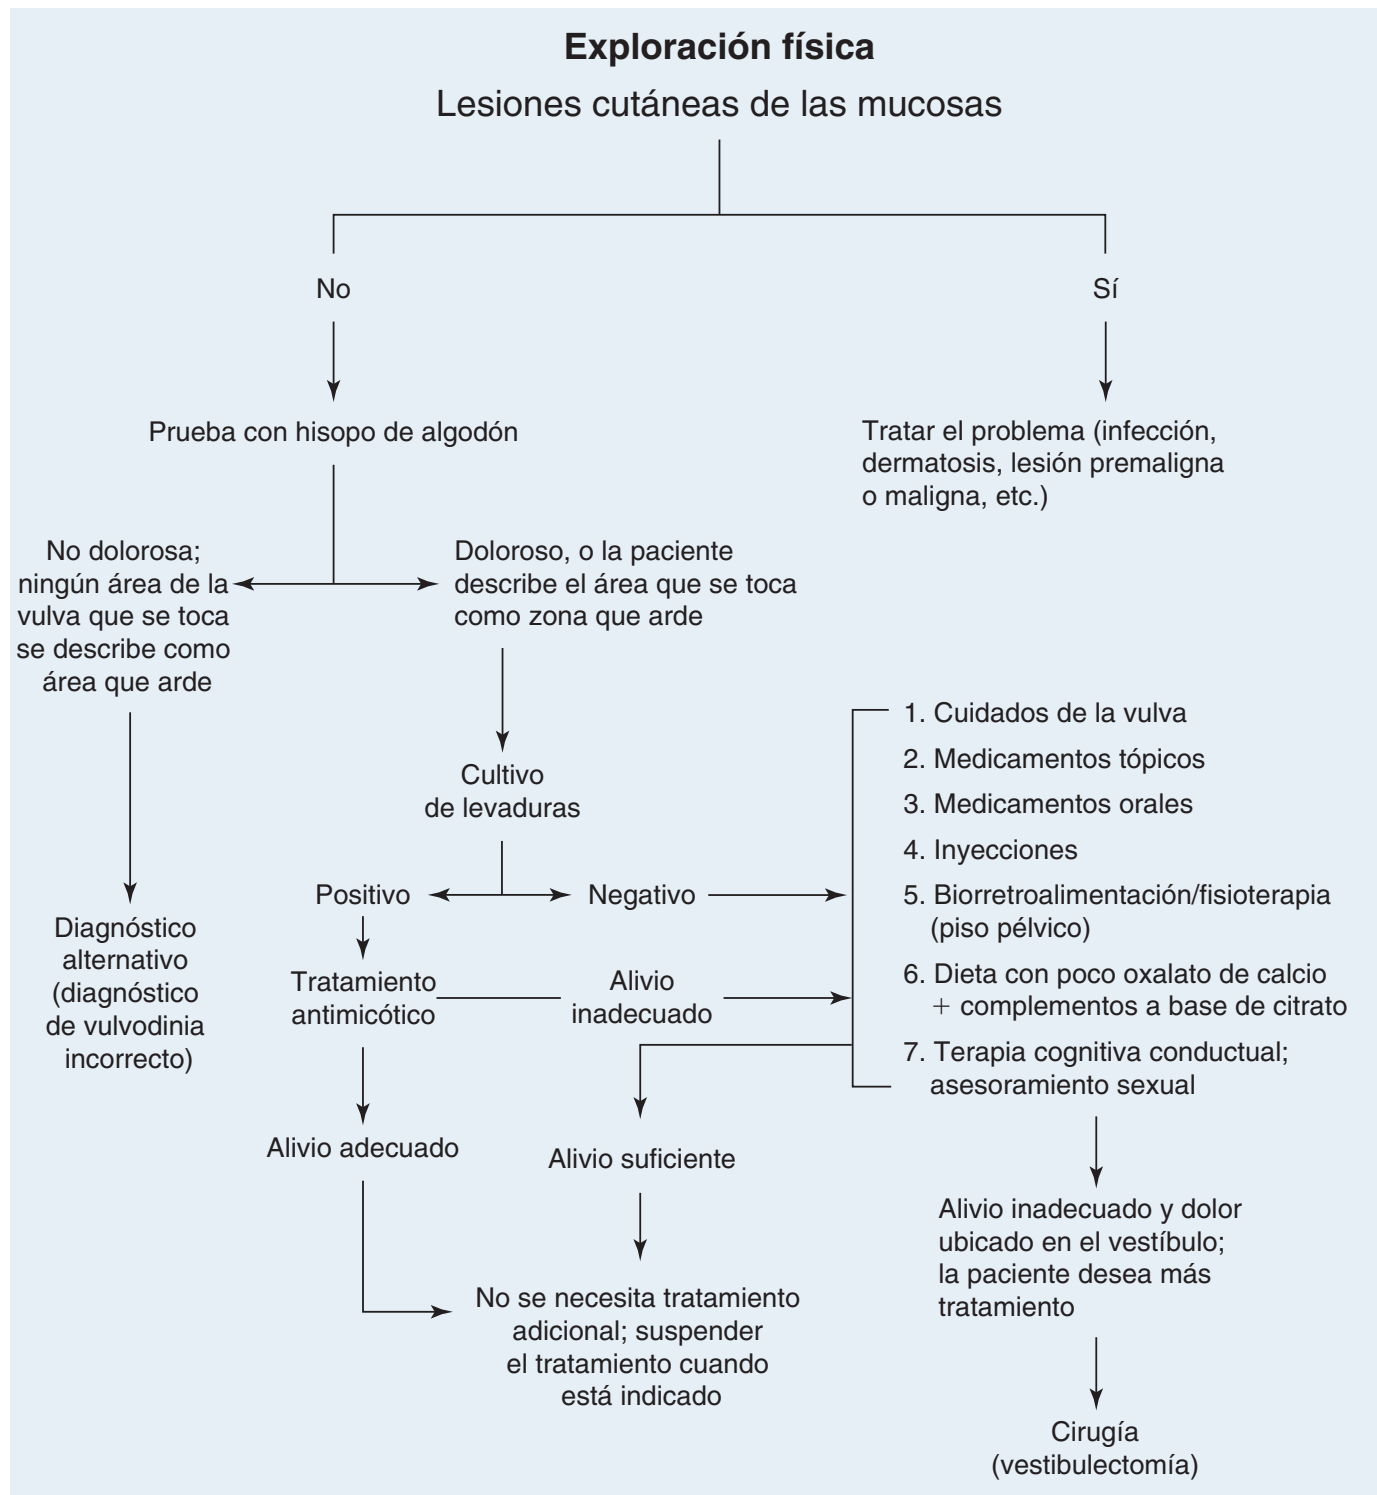 Exploración física
Lesiones cutáneas de las mucosas
No
Sí
Prueba con hisopo de algodón
Tratar el problema (infección,
dermatosis, lesión premaligna
o maligna, etc.)
No dolorosa;
ningún área de la
vulva que se toca
se describe como
área que arde
Doloroso, o la paciente
describe el área que se toca
como zona que arde
Cultivo
de levaduras
Positivo
Negativo
1. Cuidados de la vulva
2. Medicamentos tópicos
3. Medicamentos orales
4. Inyecciones
5. Biorretroalimentación/fisioterapia
(piso pélvico)
6. Dieta con poco oxalato de calcio
+ complementos a base de citrato
7. Terapia cognitiva conductual;
asesoramiento sexual
Diagnóstico
alternativo
(diagnóstico
de vulvodinia
incorrecto)
Tratamiento
antimicótico
Alivio
inadecuado
Alivio adecuado
Alivio suficiente
No se necesita tratamiento
adicional; suspender
el tratamiento cuando
está indicado
Alivio inadecuado y dolor
ubicado en el vestíbulo;
la paciente desea más
tratamiento
Cirugía
(vestibulectomía)